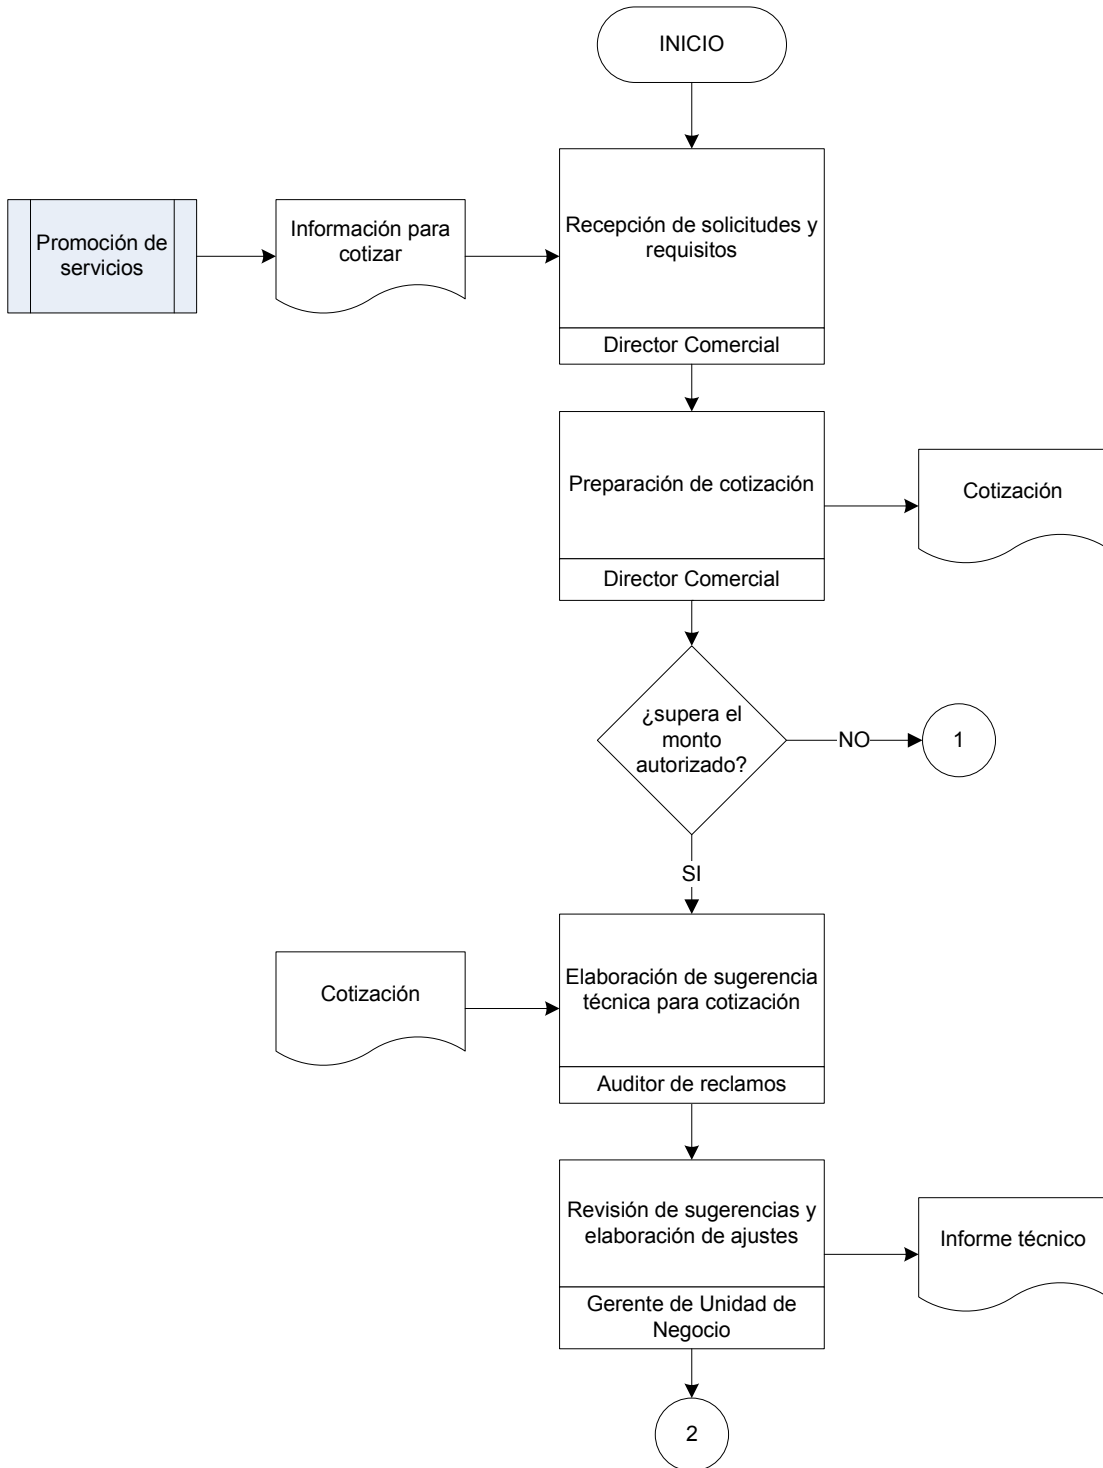 INICIO
Promoción de
servicios
Información para
cotizar
Recepción de solicitudes y
requisitos
Director Comercial
Preparación de cotización
Director Comercial
Cotización
¿supera el
monto
autorizado?
NO
1
SI
Cotización
Elaboración de sugerencia
técnica para cotización
Auditor de reclamos
Revisión de sugerencias y
elaboración de ajustes
Gerente de Unidad de
Negocio
Informe técnico
2